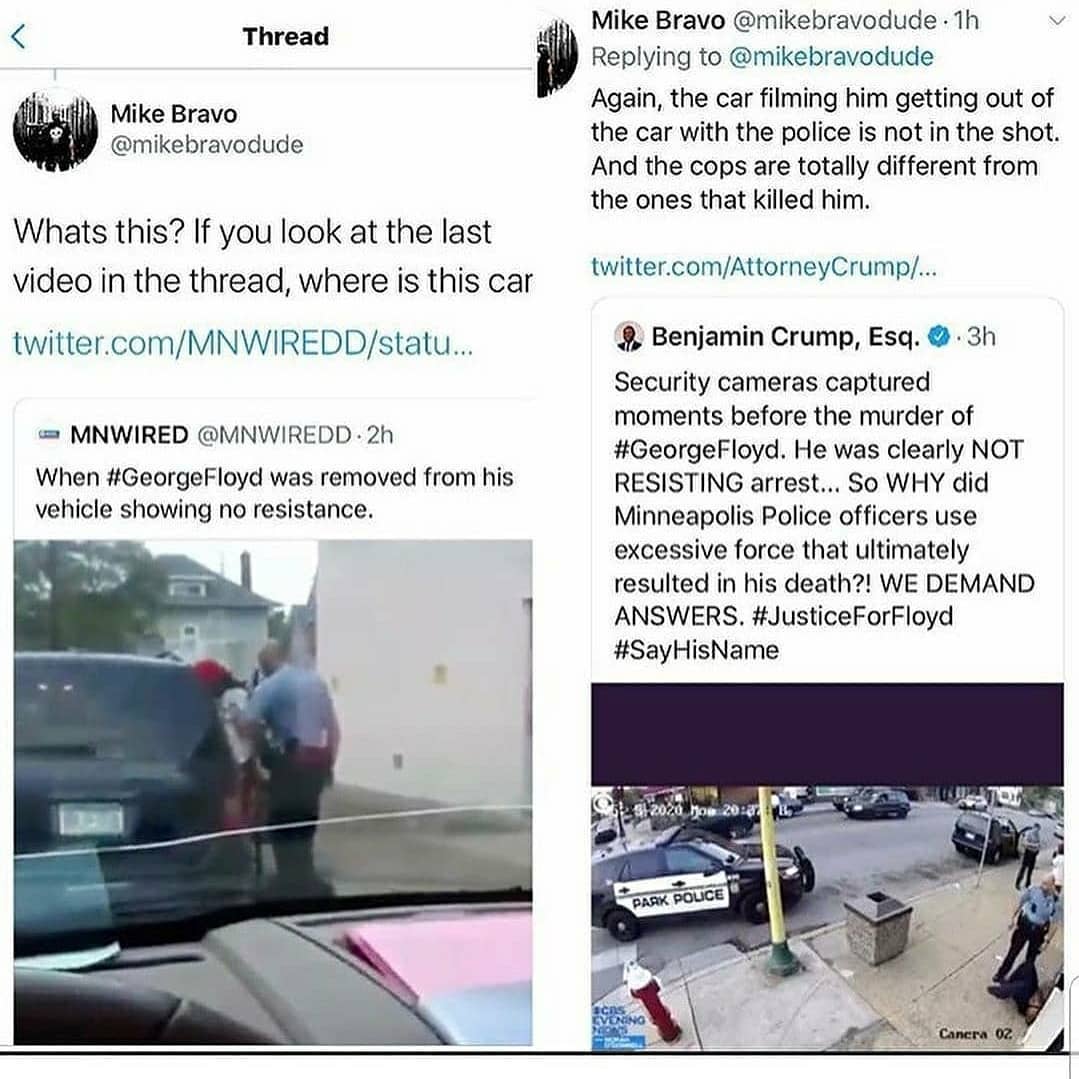 Thread
Mike Bravo
@mikebravodude
Whats this? If you look at the last
video in the thread, where is this car
twitter.com/MNWIREDD/statu...
MNWIRED @MNWIREDD · 2h
When #GeorgeFloyd was removed from his
vehicle showing no resistance.
Mike Bravo @mikebravodude · 1h
Replying to @mikebravodude
Again, the car filming him getting out of
the car with the police is not in the shot.
And the cops are totally different from
the ones that killed him.
twitter.com/AttorneyCrump/...
Benjamin Crump, Esq. · 3h
Security cameras captured
moments before the murder of
#GeorgeFloyd. He was clearly NOT
RESISTING arrest... So WHY did
Minneapolis Police officers use
excessive force that ultimately
resulted in his death?! WE DEMAND
ANSWERS. #JusticeForFloyd
#SayHisName
2020
PARK POLICE
CBS
EVENING
NEWS
Camera 02